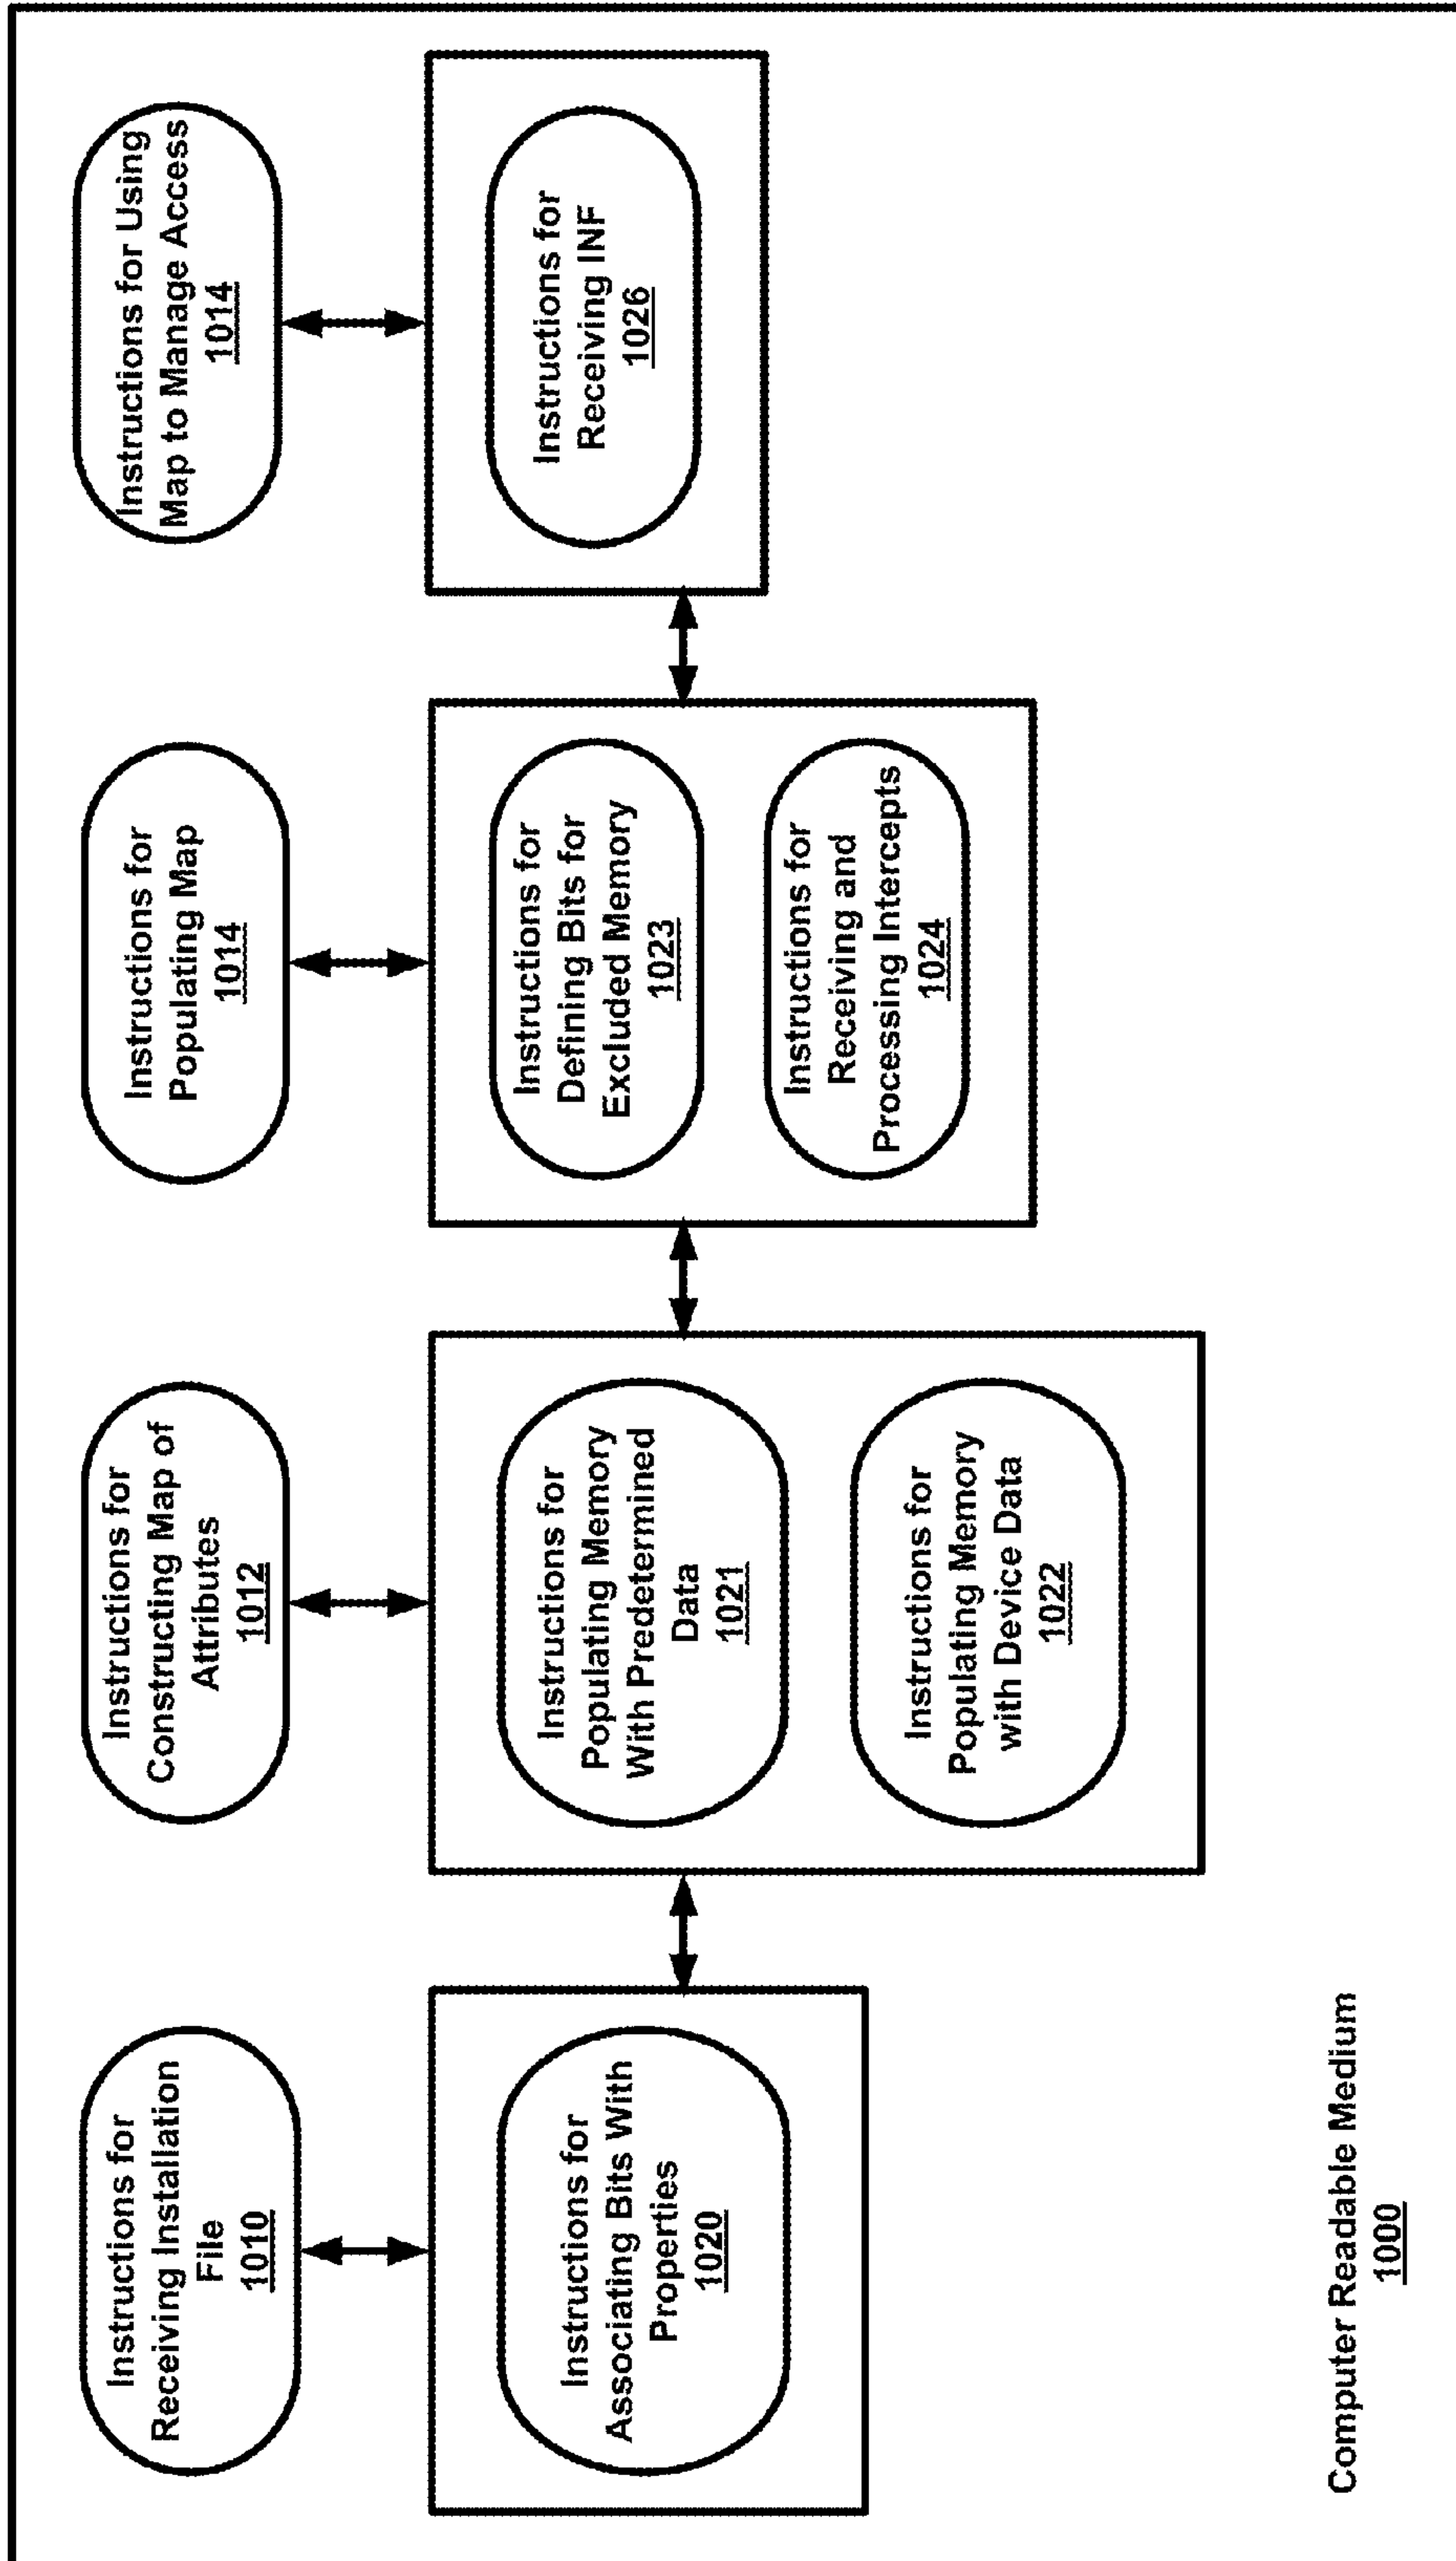 Instructions for
Receiving Installation
File
1010
Instructions for
Constructing Map of
Attributes
1012
Instructions for
Populating Map
1014
Instructions for Using
Map to Manage Access
1014
Instructions for
Associating Bits With
Properties
1020
Instructions for
Populating Memory
With Predetermined
Data
1021
Instructions for
Populating Memory
with Device Data
1022
Instructions for
Defining Bits for
Excluded Memory
1023
Instructions for
Receiving and
Processing Intercepts
1024
Instructions for
Receiving INF
1026
Computer Readable Medium
1000